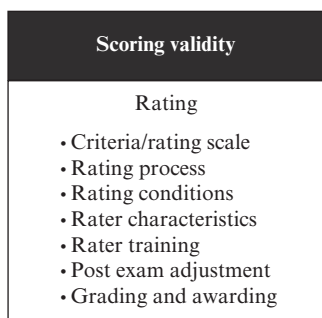 Scoring validity
Rating
• Criteria/rating scale
• Rating process
• Rating conditions
• Rater characteristics
• Rater training
• Post exam adjustment
• Grading and awarding